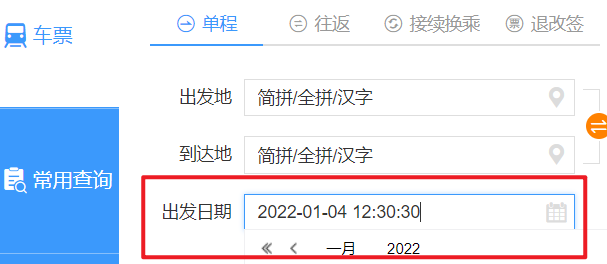 车票
单程 往返 接续换乘 退改签
出发地 简拼/全拼/汉字
到达地 简拼/全拼/汉字
常用查询
出发日期 2022-01-04 12:30:30
一月 2022